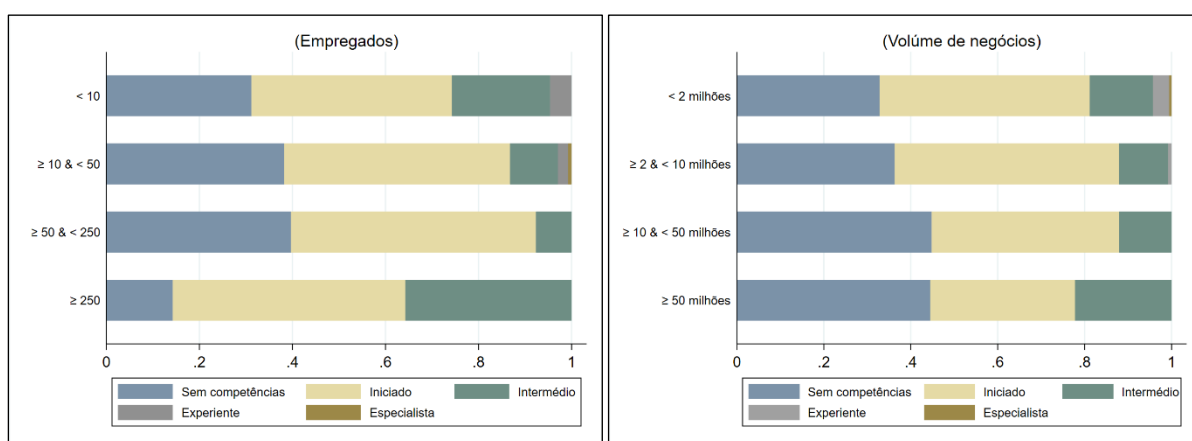 (Empregados)
< 10
≥ 10 & < 50
≥ 50 & < 250
≥ 250
0 .2 .4 .6 .8 1
Sem competências Iniciado Intermédio
Experiente Especialista
(Volúme de negócios)
< 2 milhões
≥ 2 & < 10 milhões
≥ 10 & < 50 milhões
≥ 50 milhões
0 .2 .4 .6 .8 1
Sem competências Iniciado Intermédio
Experiente Especialista